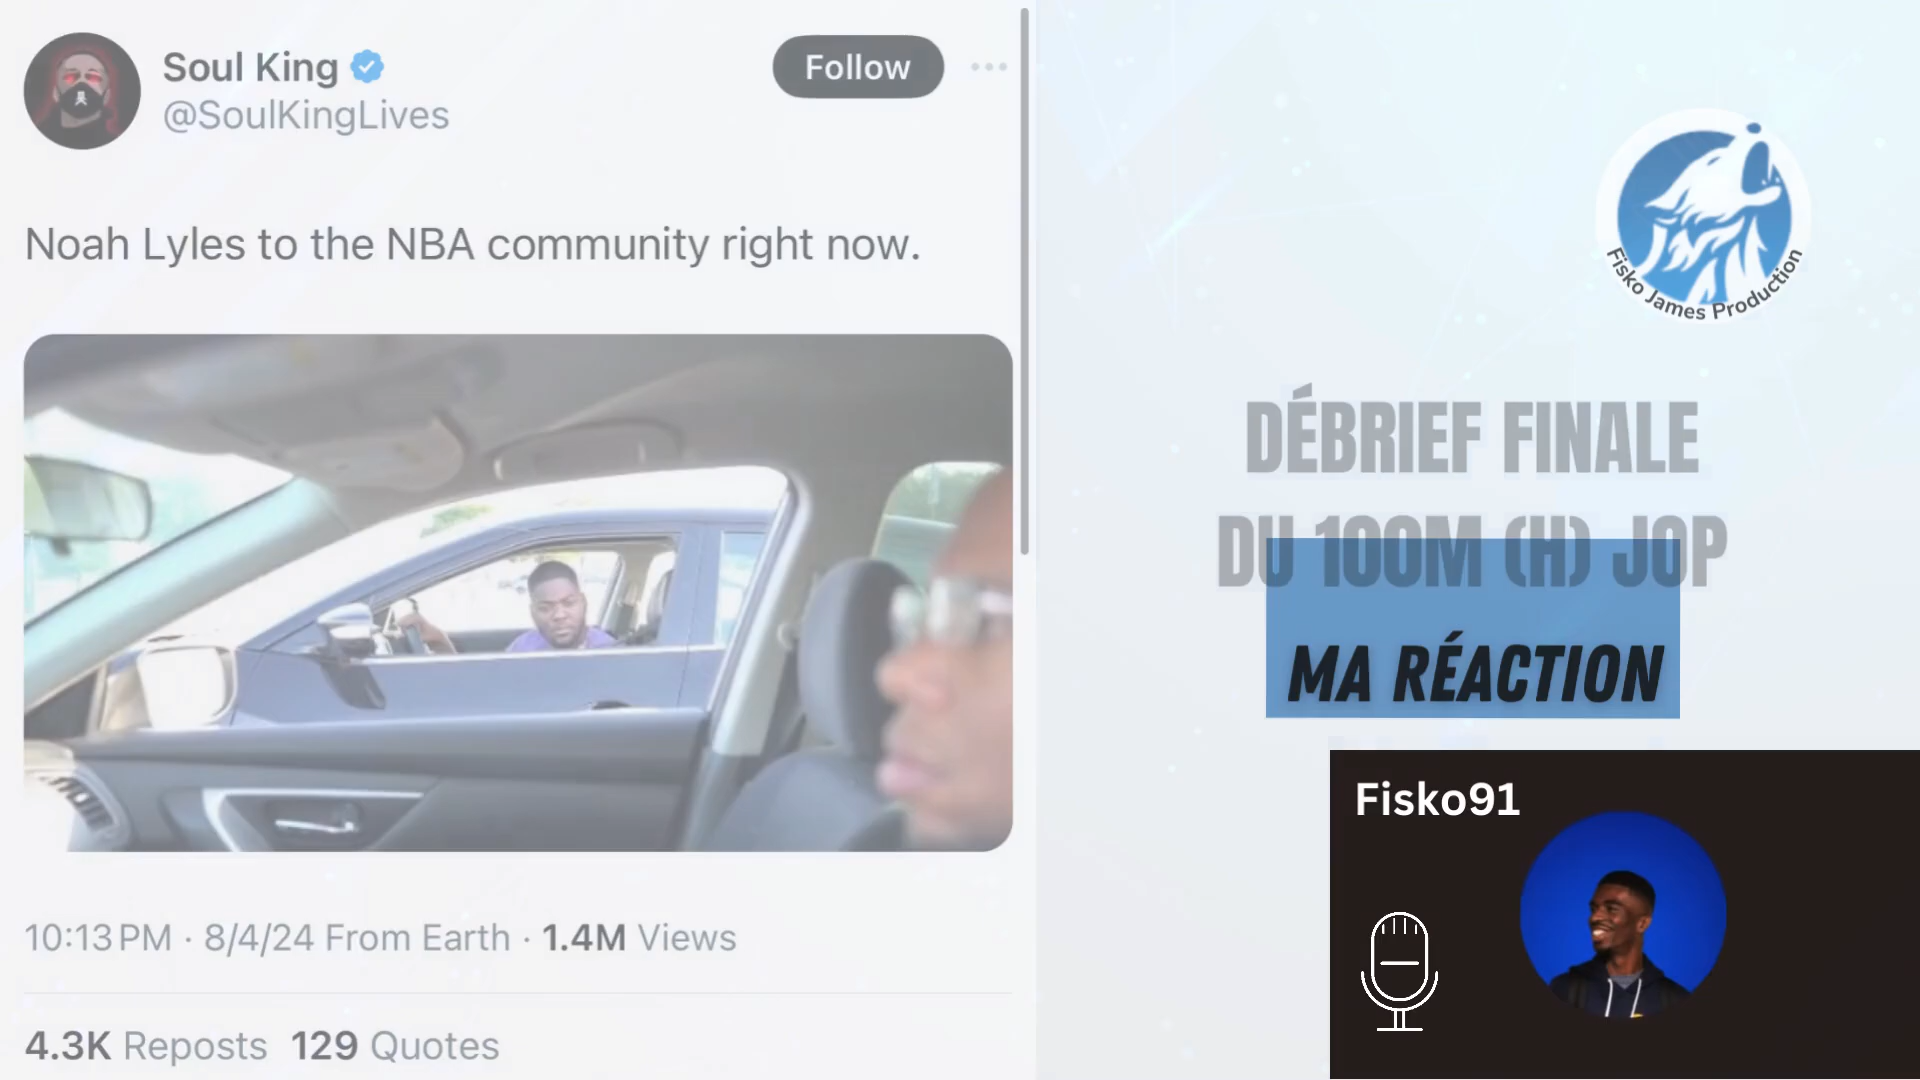 Soul King
@SoulKingLives
Follow
Noah Lyles to the NBA community right now.
10:13 PM · 8/4/24 From Earth · 1.4M Views
4.3K Reposts 129 Quotes
Fisko James Production
DÉBRIEF FINALE
DU 100M (H) JOP
MA RÉACTION
Fisko91